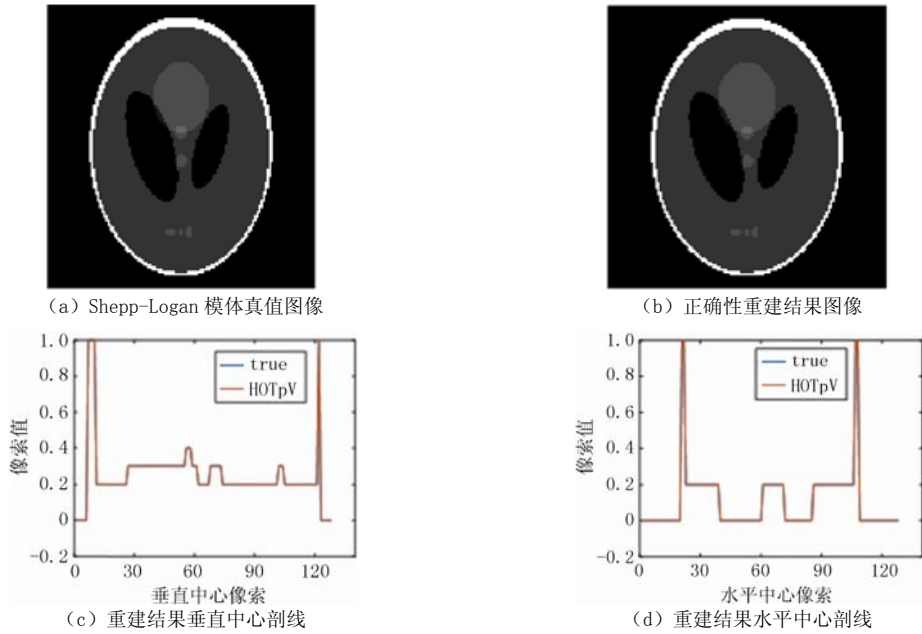 (a) Shepp-Logan 模体真值图像
(b) 正确性重建结果图像
1.0
0.8
0.6
0.4
0.2
0
-0.2
像索值
true
HOTpV
0 30 60 90 120
垂直中心像索
(c) 重建结果垂直中心剖线
1.0
0.8
0.6
0.4
0.2
0
-0.2
像索值
true
HOTpV
0 30 60 90 120
水平中心像索
(d) 重建结果水平中心剖线